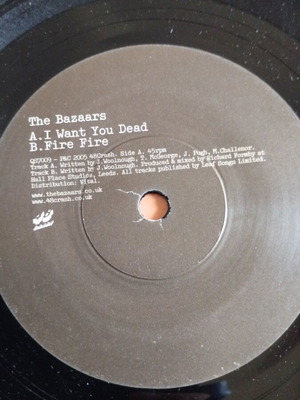 The Bazaars
A.I Want You Dead
B.Fire Fire
P&C 2005 48Crash. Side A. 45rpm
Track A. Written by J.Woolnough, T. McGeorge, J. Pugh, M.Challenor.
Track B. Written by J.Woolnough. Produced & mixed by Richard Formby at
Hall Place Studios, Leeds. All tracks published by Leaf Songs Limited.
Distribution: Vital.
www.thebazaars.co.uk
www.48crash.co.uk